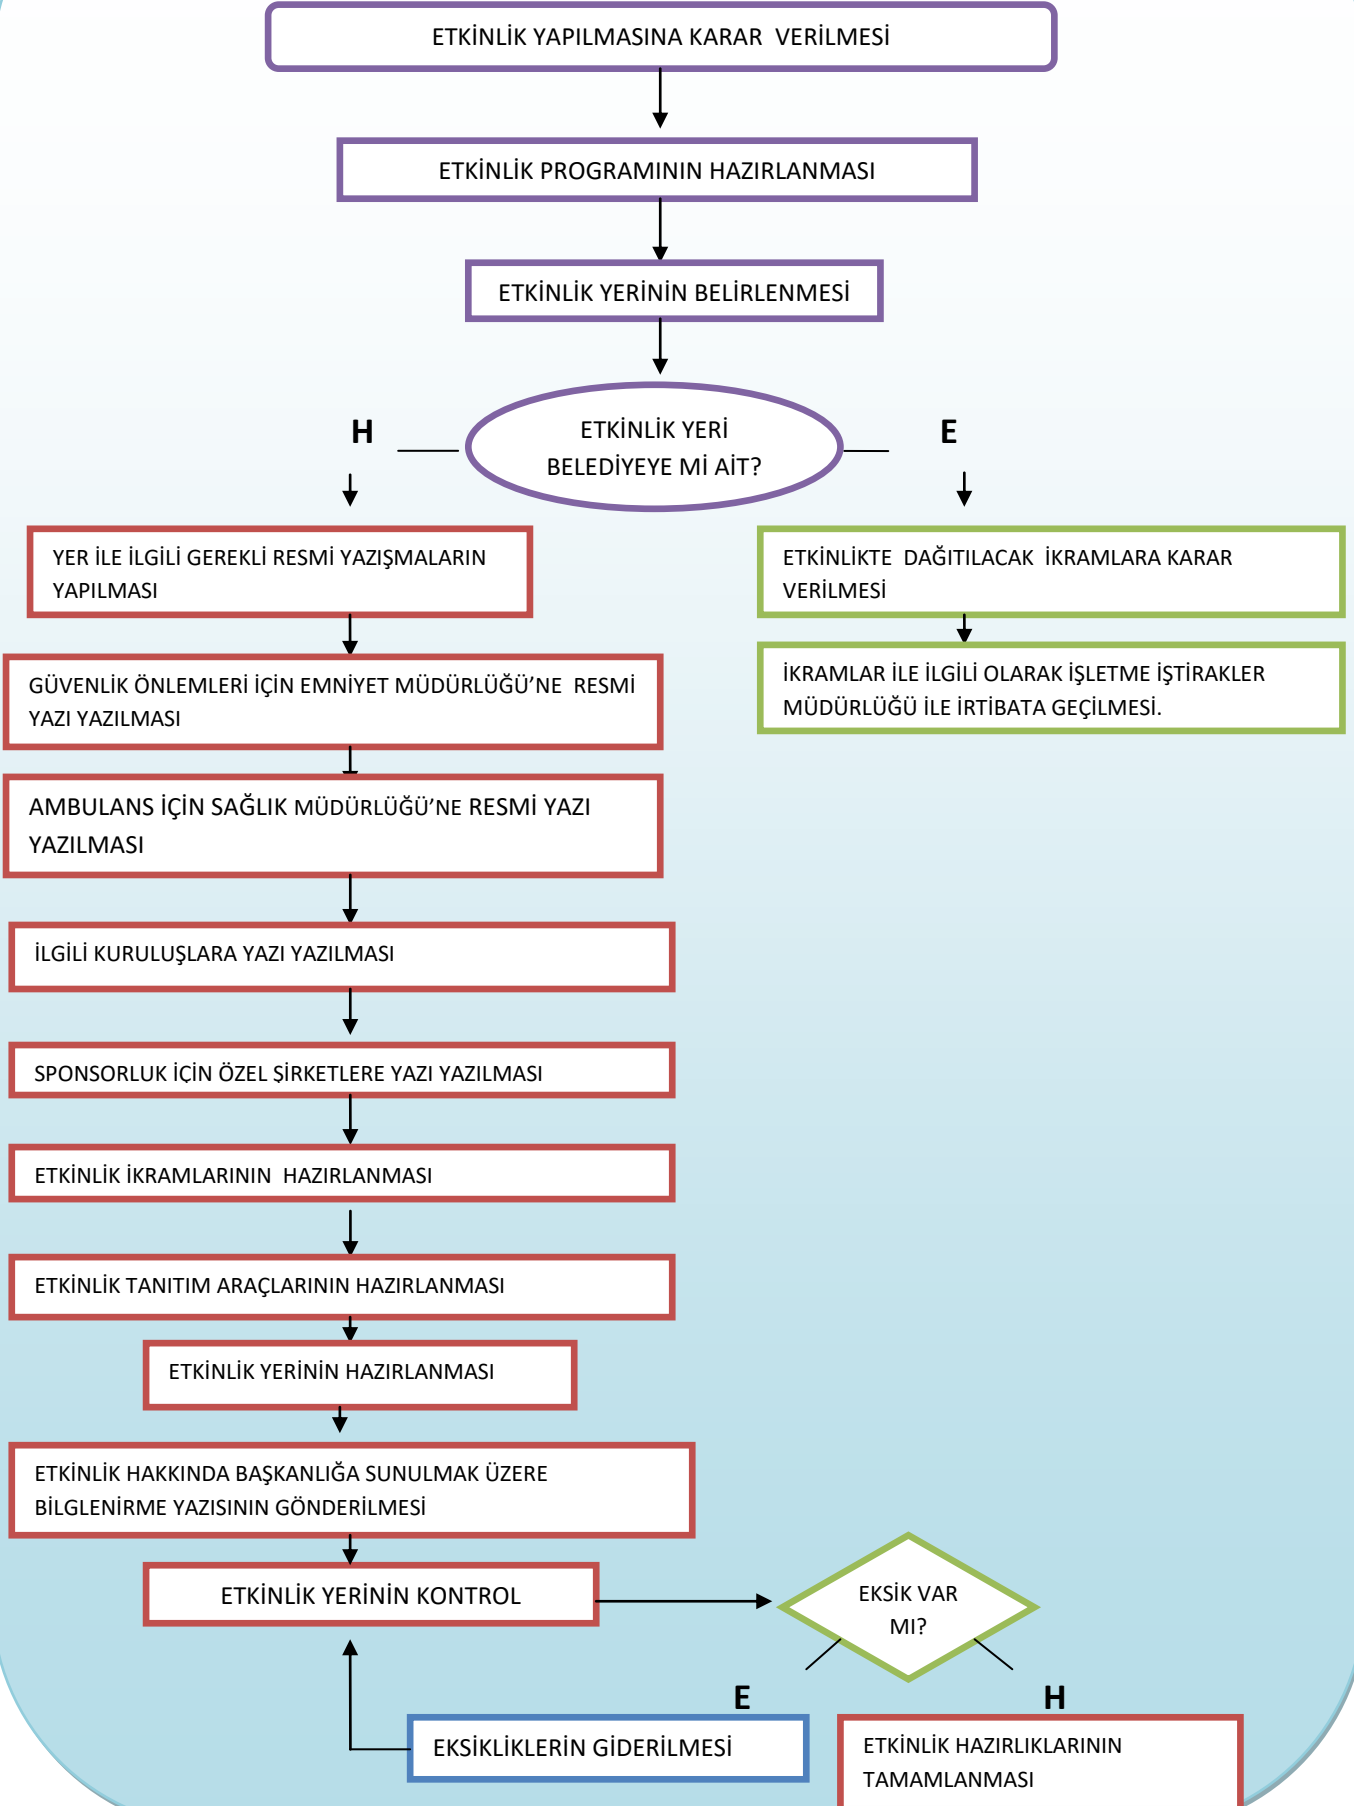 ETKİNLİK YAPILMASINA KARAR VERİLMESİ
ETKİNLİK PROGRAMININ HAZIRLANMASI
ETKİNLİK YERİNİN BELİRLENMESİ
ETKİNLİK YERİ
BELEDİYEYE Mİ AİT?
H
E
YER İLE İLGİLİ GEREKLİ RESMİ YAZIŞMALARIN
YAPILMASI
ETKİNLİKTE DAĞITILACAK İKRAMLARA KARAR
VERİLMESİ
GÜVENLİK ÖNLEMLERİ İÇİN EMNİYET MÜDÜRLÜĞÜ’NE RESMİ
YAZI YAZILMASI
İKRAMLAR İLE İLGİLİ OLARAK İŞLETME İŞTİRAKLER
MÜDÜRLÜĞÜ İLE İRTİBATA GEÇİLMESİ.
AMBULANS İÇİN SAĞLIK MÜDÜRLÜĞÜ’NE RESMİ YAZI
YAZILMASI
İLGİLİ KURULUŞLARA YAZI YAZILMASI
SPONSORLUK İÇİN ÖZEL ŞİRKETLERE YAZI YAZILMASI
ETKİNLİK İKRAMLARININ HAZIRLANMASI
ETKİNLİK TANITIM ARAÇLARININ HAZIRLANMASI
ETKİNLİK YERİNİN HAZIRLANMASI
ETKİNLİK HAKKINDA BAŞKANLIĞA SUNULMAK ÜZERE
BİLGLENİRME YAZISININ GÖNDERİLMESİ
ETKİNLİK YERİNİN KONTROL
EKSİK VAR
MI?
E
H
EKSİKLİKLERİN GİDERİLMESİ
ETKİNLİK HAZIRLIKLARININ
TAMAMLANMASI